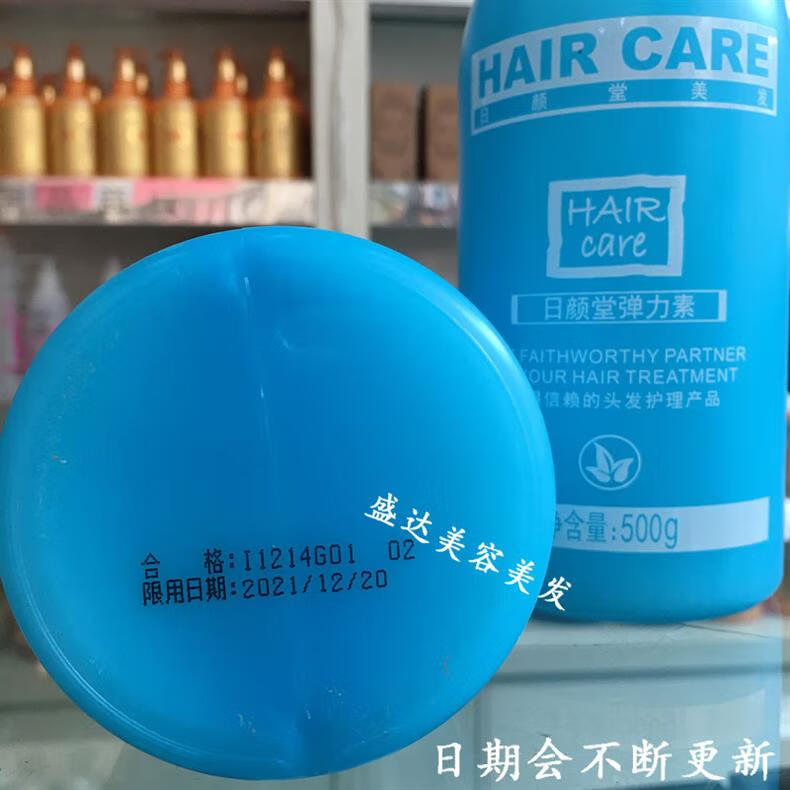 HAIR CARE
日颜堂美发
HAIR
care
日颜堂弹力素
FAITHWORTHY PARTNER
YOUR HAIR TREATMENT
信赖的头发护理产品
净含量:500g
合 格:I1214G01 02
限用日期:2021/12/20
盛达美容美发
日期会不断更新